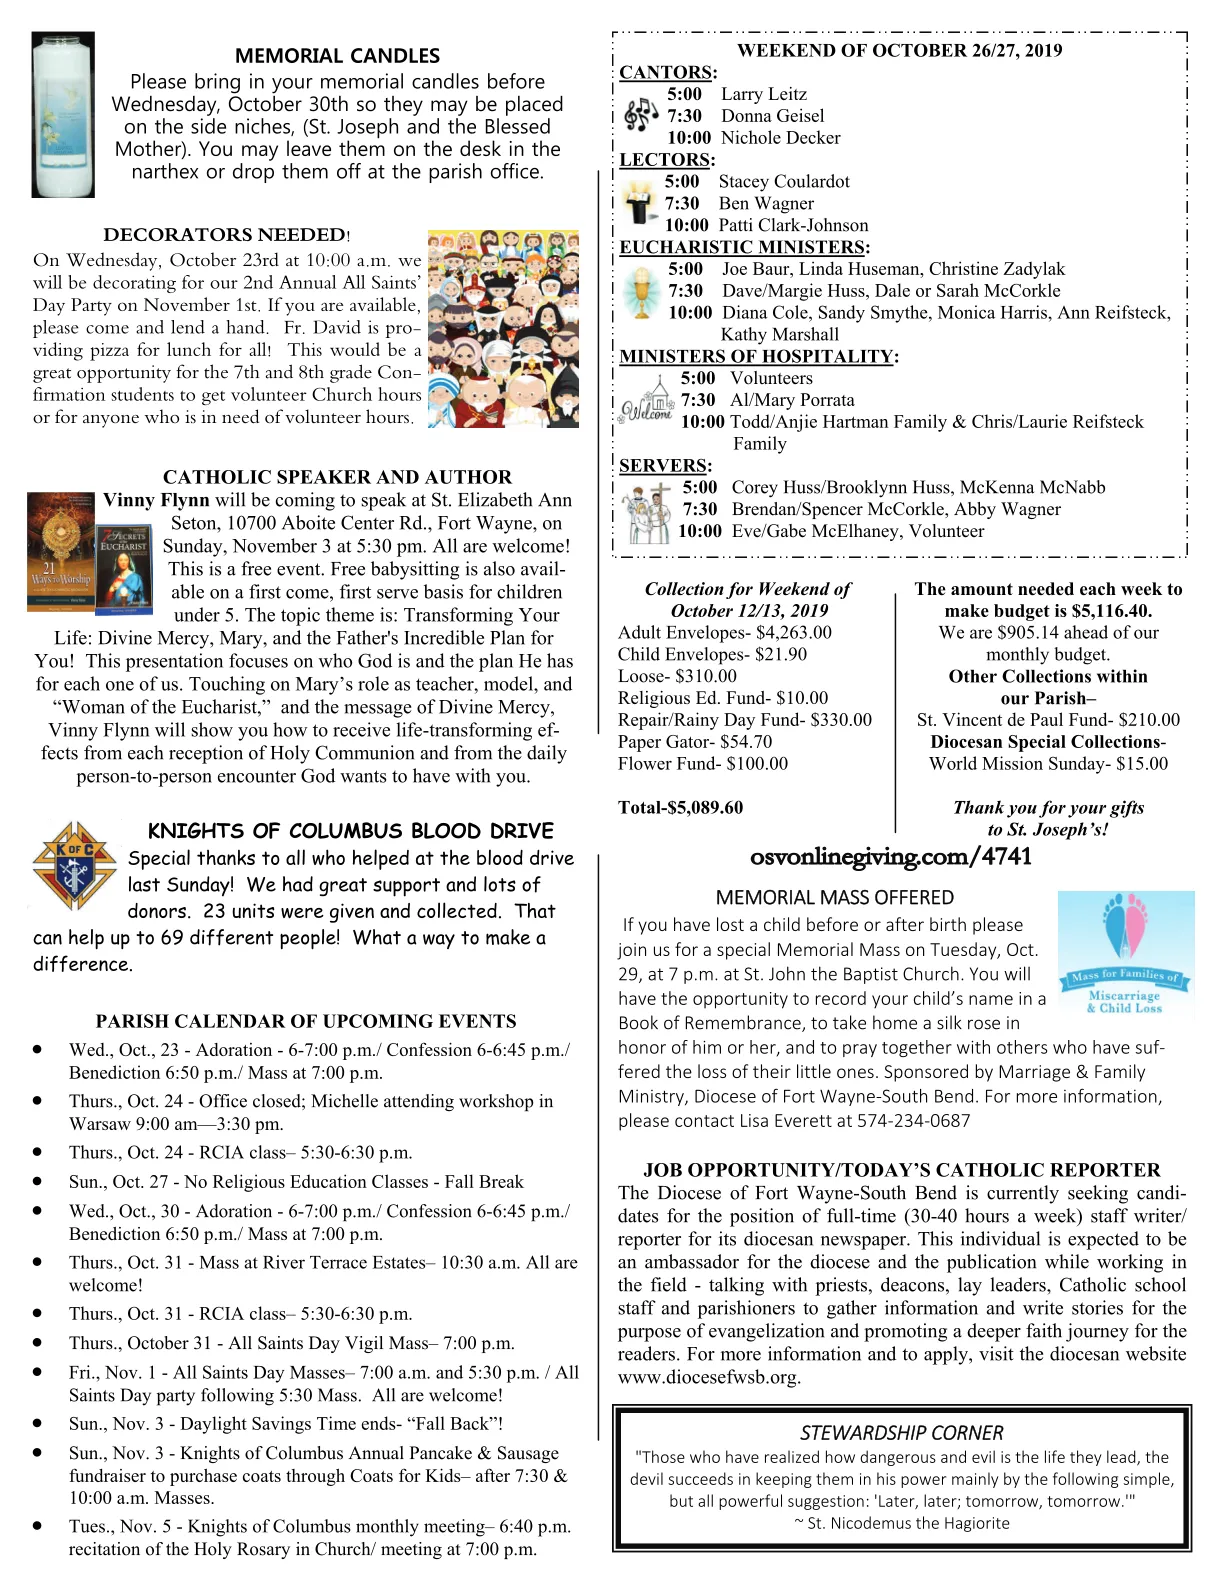 MEMORIAL CANDLES
Please bring in your memorial candles before
Wednesday, October 30th so they may be placed
on the side niches, (St. Joseph and the Blessed
Mother). You may leave them on the desk in the
narthex or drop them off at the parish office.
DECORATORS NEEDED!
On Wednesday, October 23rd at 10:00 a.m. we
will be decorating for our 2nd Annual All Saints’
Day Party on November 1st. If you are available,
please come and lend a hand. Fr. David is pro-
viding pizza for lunch for all! This would be a
great opportunity for the 7th and 8th grade Con-
firmation students to get volunteer Church hours
or for anyone who is in need of volunteer hours.
CATHOLIC SPEAKER AND AUTHOR
Vinny Flynn will be coming to speak at St. Elizabeth Ann
Seton, 10700 Aboite Center Rd., Fort Wayne, on
Sunday, November 3 at 5:30 pm. All are welcome!
This is a free event. Free babysitting is also avail-
able on a first come, first serve basis for children
under 5. The topic theme is: Transforming Your
Life: Divine Mercy, Mary, and the Father's Incredible Plan for
You! This presentation focuses on who God is and the plan He has
for each one of us. Touching on Mary’s role as teacher, model, and
“Woman of the Eucharist,” and the message of Divine Mercy,
Vinny Flynn will show you how to receive life-transforming ef-
fects from each reception of Holy Communion and from the daily
person-to-person encounter God wants to have with you.
21
Ways to Worship
7 SECRETS
EUCHARIST
KNIGHTS OF COLUMBUS BLOOD DRIVE
K OF C
Special thanks to all who helped at the blood drive
last Sunday! We had great support and lots of
donors. 23 units were given and collected. That
can help up to 69 different people! What a way to make a
difference.
PARISH CALENDAR OF UPCOMING EVENTS
• Wed., Oct., 23 - Adoration - 6-7:00 p.m./ Confession 6-6:45 p.m./
Benediction 6:50 p.m./ Mass at 7:00 p.m.
• Thurs., Oct. 24 - Office closed; Michelle attending workshop in
Warsaw 9:00 am—3:30 pm.
• Thurs., Oct. 24 - RCIA class– 5:30-6:30 p.m.
• Sun., Oct. 27 - No Religious Education Classes - Fall Break
• Wed., Oct., 30 - Adoration - 6-7:00 p.m./ Confession 6-6:45 p.m./
Benediction 6:50 p.m./ Mass at 7:00 p.m.
• Thurs., Oct. 31 - Mass at River Terrace Estates– 10:30 a.m. All are
welcome!
• Thurs., Oct. 31 - RCIA class– 5:30-6:30 p.m.
• Thurs., October 31 - All Saints Day Vigil Mass– 7:00 p.m.
• Fri., Nov. 1 - All Saints Day Masses– 7:00 a.m. and 5:30 p.m. / All
Saints Day party following 5:30 Mass. All are welcome!
• Sun., Nov. 3 - Daylight Savings Time ends- “Fall Back”!
• Sun., Nov. 3 - Knights of Columbus Annual Pancake & Sausage
fundraiser to purchase coats through Coats for Kids– after 7:30 &
10:00 a.m. Masses.
• Tues., Nov. 5 - Knights of Columbus monthly meeting– 6:40 p.m.
recitation of the Holy Rosary in Church/ meeting at 7:00 p.m.
WEEKEND OF OCTOBER 26/27, 2019
CANTORS:
5:00 Larry Leitz
7:30 Donna Geisel
10:00 Nichole Decker
LECTORS:
5:00 Stacey Coulardot
7:30 Ben Wagner
10:00 Patti Clark-Johnson
EUCHARISTIC MINISTERS:
5:00 Joe Baur, Linda Huseman, Christine Zadylak
7:30 Dave/Margie Huss, Dale or Sarah McCorkle
10:00 Diana Cole, Sandy Smythe, Monica Harris, Ann Reifsteck,
Kathy Marshall
MINISTERS OF HOSPITALITY:
Welcome
5:00 Volunteers
7:30 Al/Mary Porrata
10:00 Todd/Anjie Hartman Family & Chris/Laurie Reifsteck
Family
SERVERS:
5:00 Corey Huss/Brooklynn Huss, McKenna McNabb
7:30 Brendan/Spencer McCorkle, Abby Wagner
10:00 Eve/Gabe McElhaney, Volunteer
Collection for Weekend of
October 12/13, 2019
Adult Envelopes- $4,263.00
Child Envelopes- $21.90
Loose- $310.00
Religious Ed. Fund- $10.00
Repair/Rainy Day Fund- $330.00
Paper Gator- $54.70
Flower Fund- $100.00
Total-$5,089.60
The amount needed each week to
make budget is $5,116.40.
We are $905.14 ahead of our
monthly budget.
Other Collections within
our Parish–
St. Vincent de Paul Fund- $210.00
Diocesan Special Collections-
World Mission Sunday- $15.00
Thank you for your gifts
to St. Joseph’s!
osvonlinegiving.com/4741
MEMORIAL MASS OFFERED
If you have lost a child before or after birth please
join us for a special Memorial Mass on Tuesday, Oct.
29, at 7 p.m. at St. John the Baptist Church. You will
have the opportunity to record your child’s name in a
Book of Remembrance, to take home a silk rose in
honor of him or her, and to pray together with others who have suf-
fered the loss of their little ones. Sponsored by Marriage & Family
Ministry, Diocese of Fort Wayne-South Bend. For more information,
please contact Lisa Everett at 574-234-0687
Mass for Families of
Miscarriage
& Child Loss
JOB OPPORTUNITY/TODAY’S CATHOLIC REPORTER
The Diocese of Fort Wayne-South Bend is currently seeking candi-
dates for the position of full-time (30-40 hours a week) staff writer/
reporter for its diocesan newspaper. This individual is expected to be
an ambassador for the diocese and the publication while working in
the field - talking with priests, deacons, lay leaders, Catholic school
staff and parishioners to gather information and write stories for the
purpose of evangelization and promoting a deeper faith journey for the
readers. For more information and to apply, visit the diocesan website
www.diocesefwsb.org.
STEWARDSHIP CORNER
"Those who have realized how dangerous and evil is the life they lead, the
devil succeeds in keeping them in his power mainly by the following simple,
but all powerful suggestion: 'Later, later; tomorrow, tomorrow.'"
~ St. Nicodemus the Hagiorite